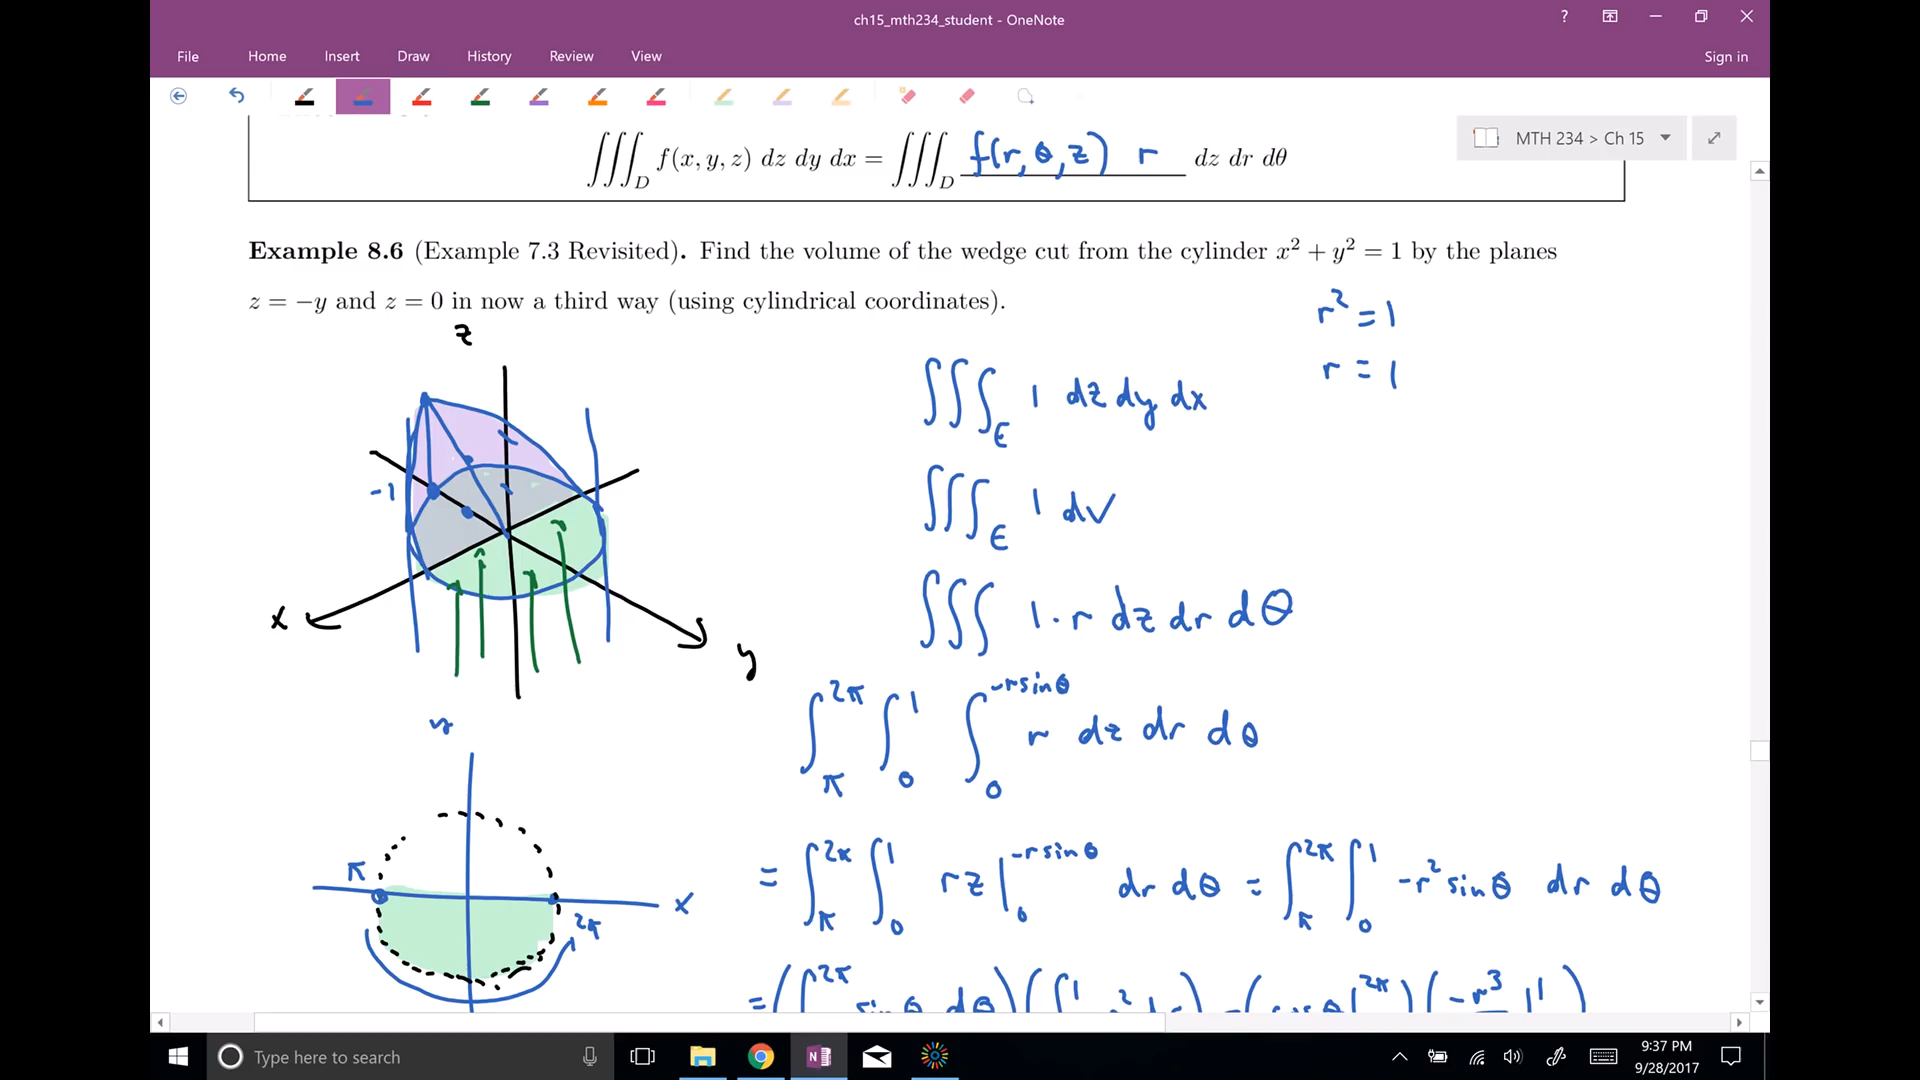 ch15_mth234_student - OneNote
File Home Insert Draw History Review View Sign in
MTH 234 > Ch 15
∭_D f(x, y, z) dz dy dx = ∭_D f(r, θ, z) r dz dr dθ
Example 8.6 (Example 7.3 Revisited). Find the volume of the wedge cut from the cylinder x² + y² = 1 by the planes
z = −y and z = 0 in now a third way (using cylindrical coordinates).
r² = 1
r = 1
z
-1
x
y
∭_E 1 dz dy dx
∭_E 1 dV
∭ 1 · r dz dr dθ
∫_π^2π ∫_0^1 ∫_0^-r sin θ r dz dr dθ
y
π
x
2π
= ∫_π^2π ∫_0^1 rz |_0^-r sin θ dr dθ = ∫_π^2π ∫_0^1 -r² sin θ dr dθ
Type here to search
9:37 PM
9/28/2017